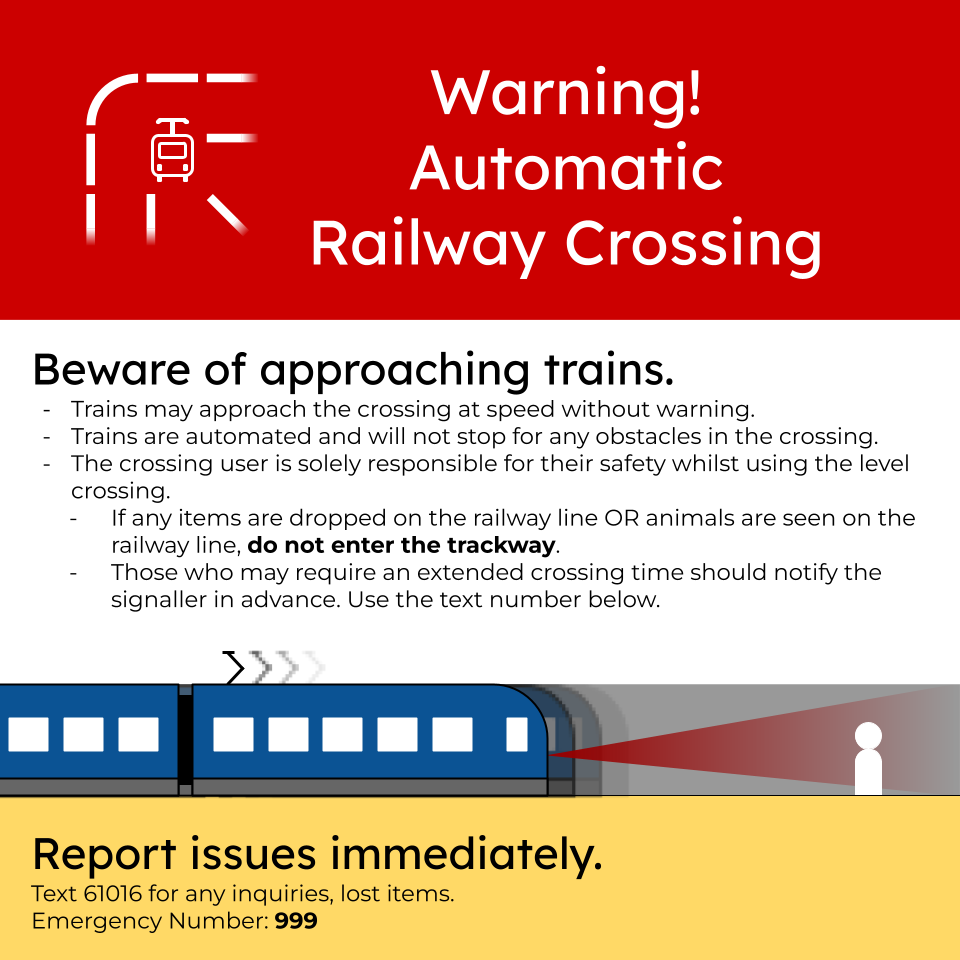 Warning!
Automatic
Railway Crossing
Beware of approaching trains.
- Trains may approach the crossing at speed without warning.
- Trains are automated and will not stop for any obstacles in the crossing.
- The crossing user is solely responsible for their safety whilst using the level
crossing.
- If any items are dropped on the railway line OR animals are seen on the
railway line, do not enter the trackway.
- Those who may require an extended crossing time should notify the
signaller in advance. Use the text number below.
Report issues immediately.
Text 61016 for any inquiries, lost items.
Emergency Number: 999